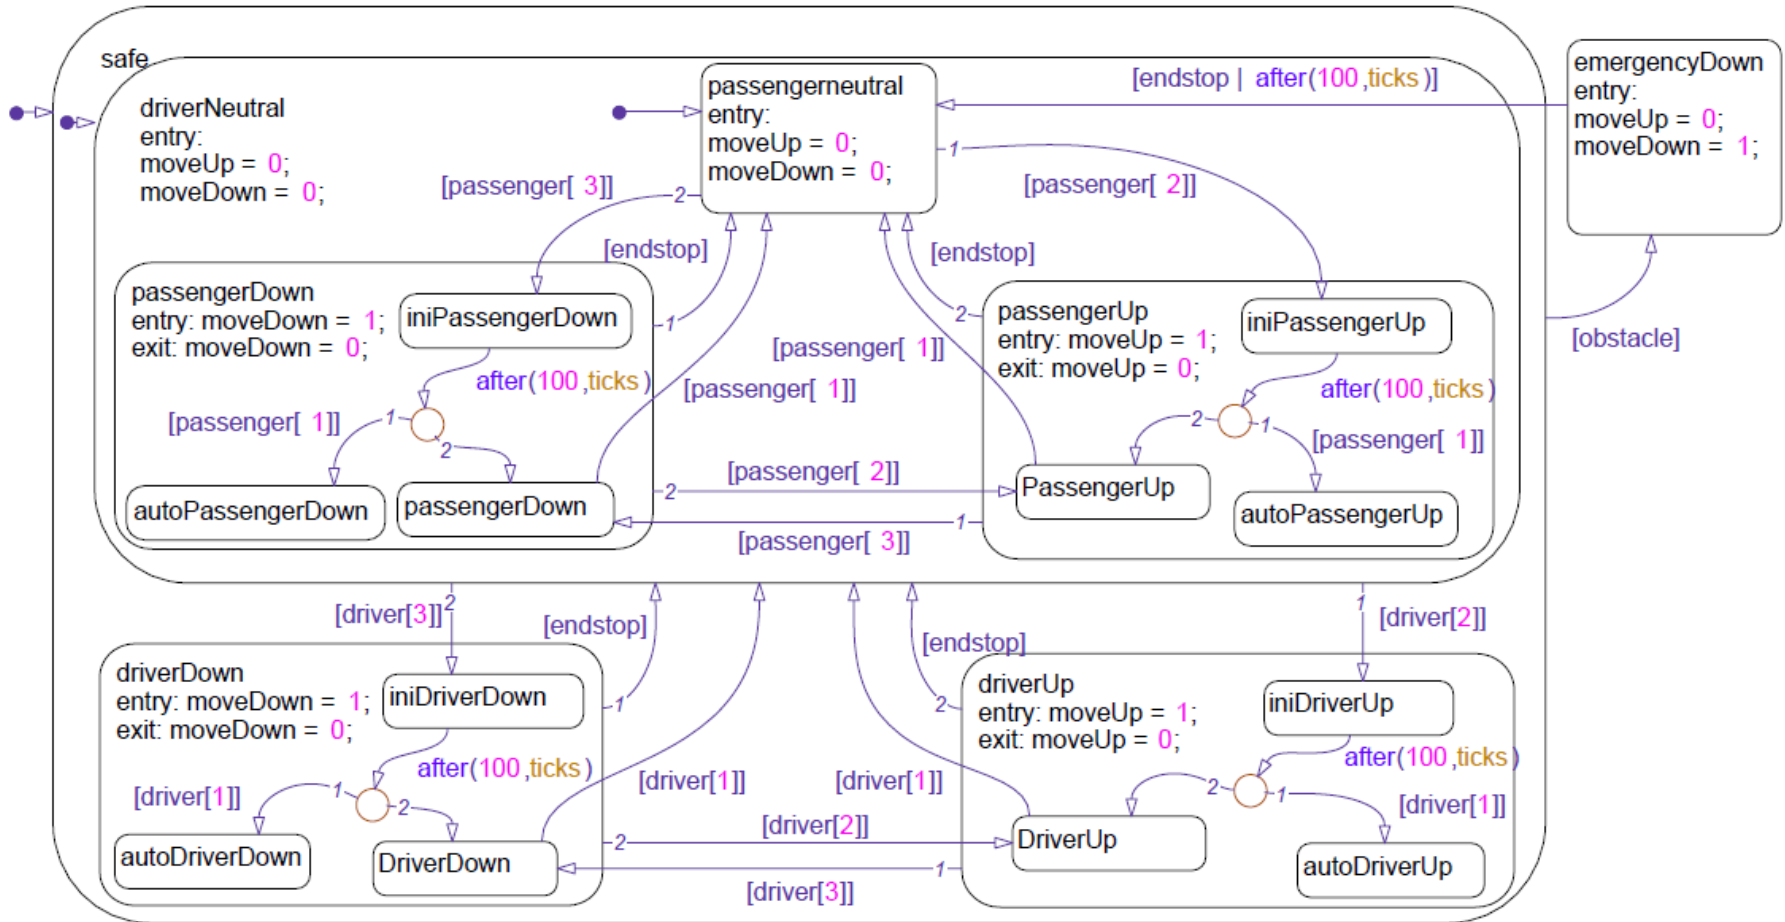 safe
driverNeutral
entry:
moveUp = 0;
moveDown = 0;
passengerneutral
entry:
moveUp = 0;
moveDown = 0;
[endstop | after(100,ticks)]
emergencyDown
entry:
moveUp = 0;
moveDown = 1;
1
[passenger[ 2]]
[passenger[ 3]]
2
[endstop]
[endstop]
passengerDown
entry: moveDown = 1;
exit: moveDown = 0;
iniPassengerDown
1
after(100,ticks)
[passenger[ 1]]
1
2
autoPassengerDown
passengerDown
[passenger[ 1]]
[passenger[ 1]]
2
passengerUp
entry: moveUp = 1;
exit: moveUp = 0;
iniPassengerUp
after(100,ticks)
2
1
[passenger[ 1]]
PassengerUp
autoPassengerUp
[obstacle]
[passenger[ 2]]
2
1
[passenger[ 3]]
2
[driver[3]]
[endstop]
1
[driver[2]]
[endstop]
driverDown
entry: moveDown = 1;
exit: moveDown = 0;
iniDriverDown
1
after(100,ticks)
[driver[1]]
1
2
autoDriverDown
DriverDown
[driver[1]]
[driver[1]]
2
driverUp
entry: moveUp = 1;
exit: moveUp = 0;
iniDriverUp
after(100,ticks)
2
1
[driver[1]]
DriverUp
autoDriverUp
[driver[2]]
2
1
[driver[3]]